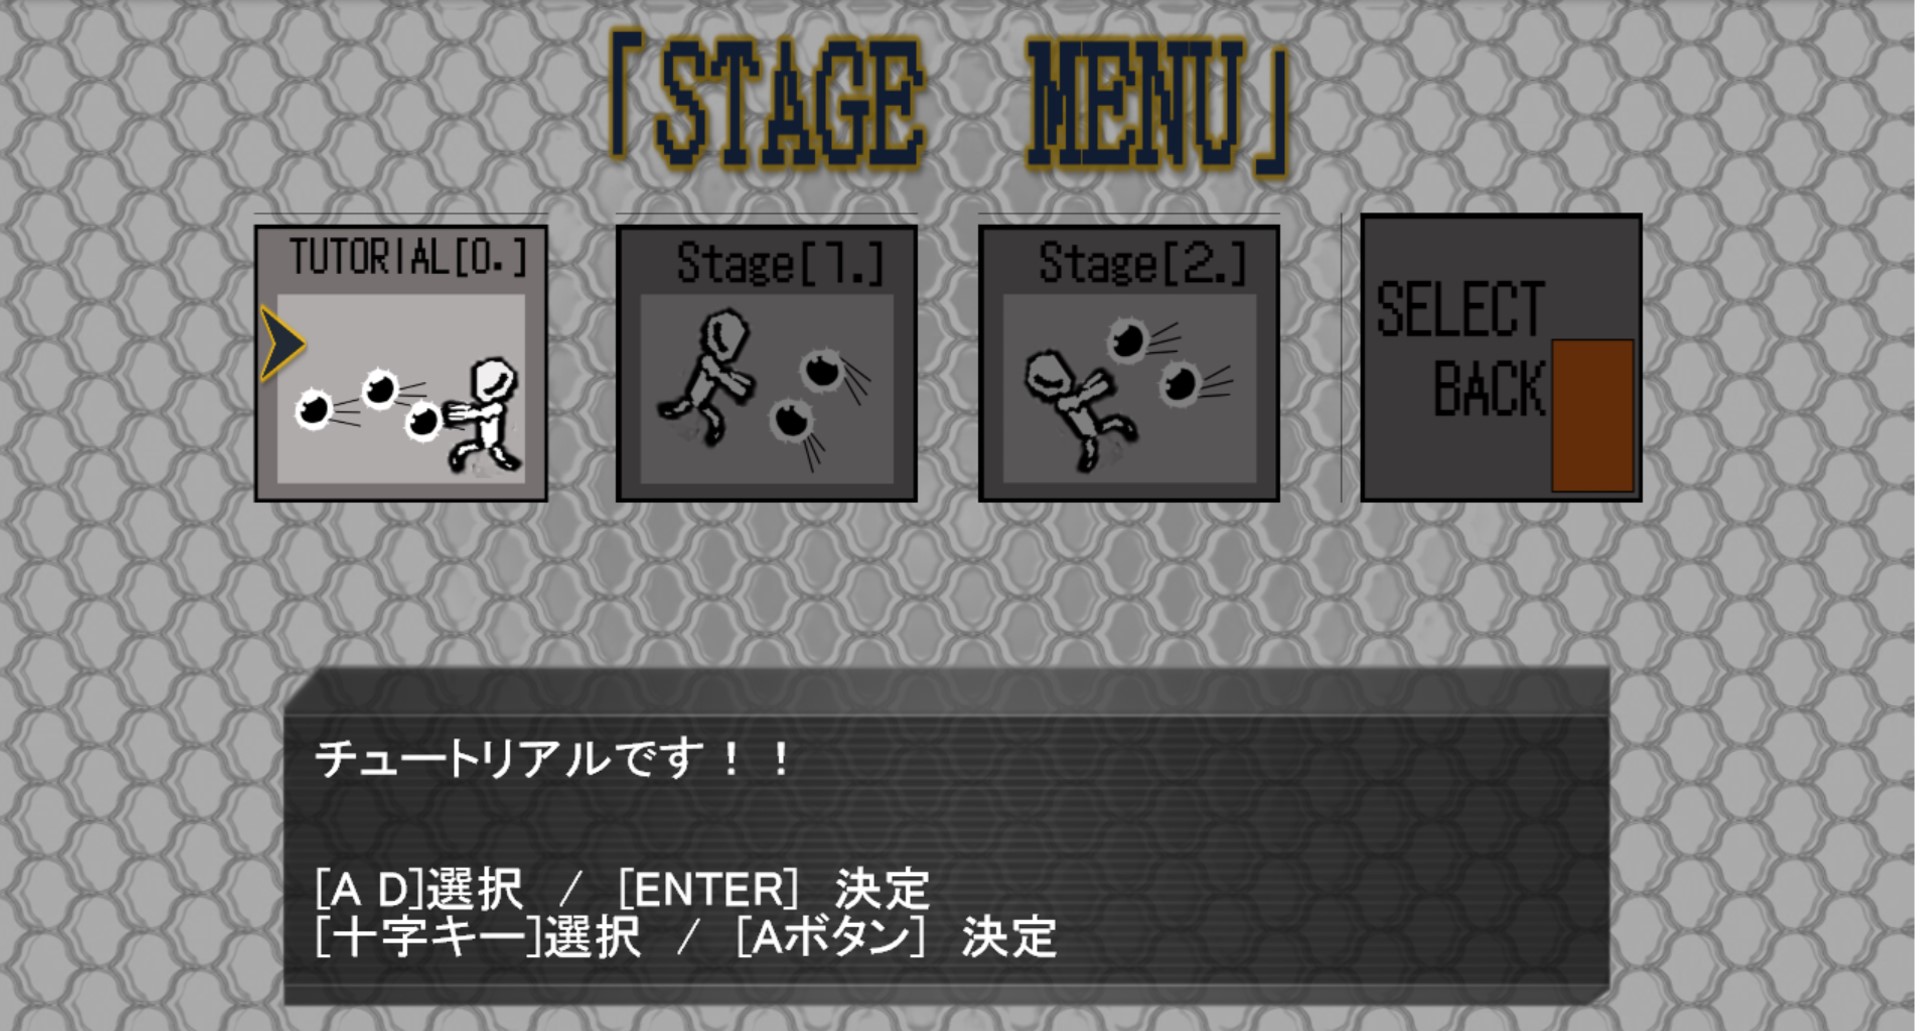 「STAGE MENU」
TUTORIAL[0.]
Stage[1.]
Stage[2.]
SELECT
BACK
チュートリアルです！！
[A D]選択 / [ENTER] 決定
[十字キー]選択 / [Aボタン] 決定